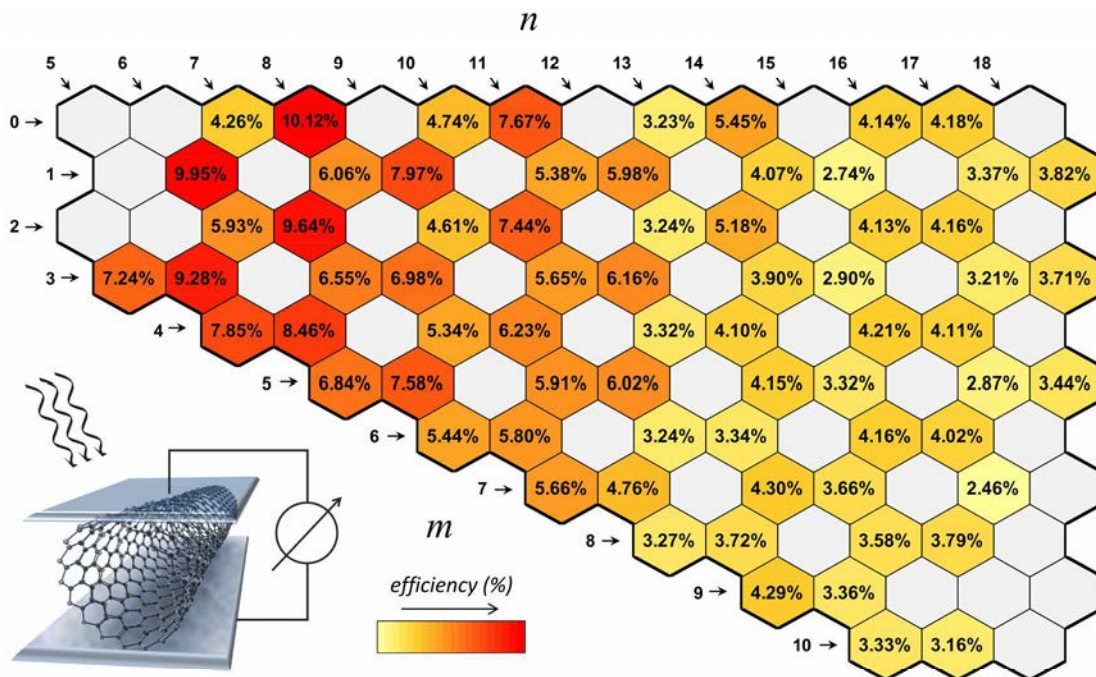 n
5 6 7 8 9 10 11 12 13 14 15 16 17 18
0 4.26% 10.12% 4.74% 7.67% 3.23% 5.45% 4.14% 4.18%
1 9.95% 6.06% 7.97% 5.38% 5.98% 4.07% 2.74% 3.37% 3.82%
2 5.93% 9.64% 4.61% 7.44% 3.24% 5.18% 4.13% 4.16%
3 7.24% 9.28% 6.55% 6.98% 5.65% 6.16% 3.90% 2.90% 3.21% 3.71%
4 7.85% 8.46% 5.34% 6.23% 3.32% 4.10% 4.21% 4.11%
5 6.84% 7.58% 5.91% 6.02% 4.15% 3.32% 2.87% 3.44%
6 5.44% 5.80% 3.24% 3.34% 4.16% 4.02%
7 5.66% 4.76% 4.30% 3.66% 2.46%
m
8 3.27% 3.72% 3.58% 3.79%
efficiency (%)
9 4.29% 3.36%
10 3.33% 3.16%